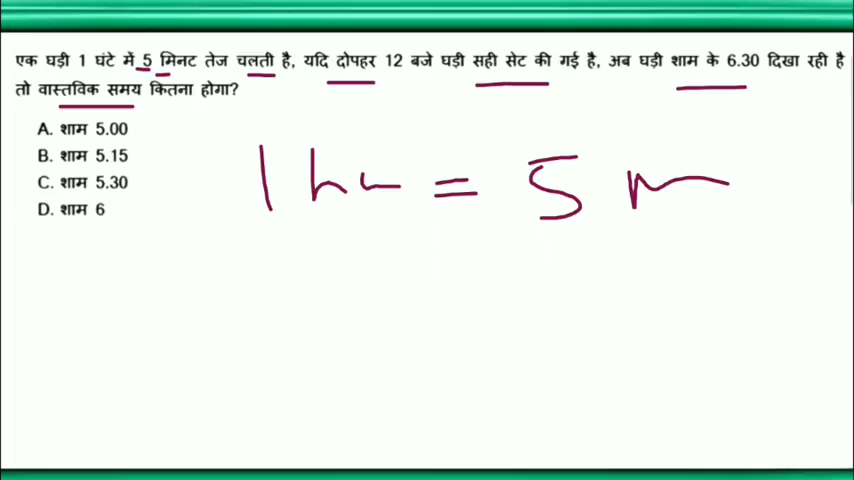 एक घड़ी 1 घंटे में 5 मिनट तेज चलती है, यदि दोपहर 12 बजे घड़ी सही सेट की गई है, अब घड़ी शाम के 6.30 दिखा रही है
तो वास्तविक समय कितना होगा?
A. शाम 5.00
B. शाम 5.15
C. शाम 5.30
D. शाम 6
1 hr = 5 m